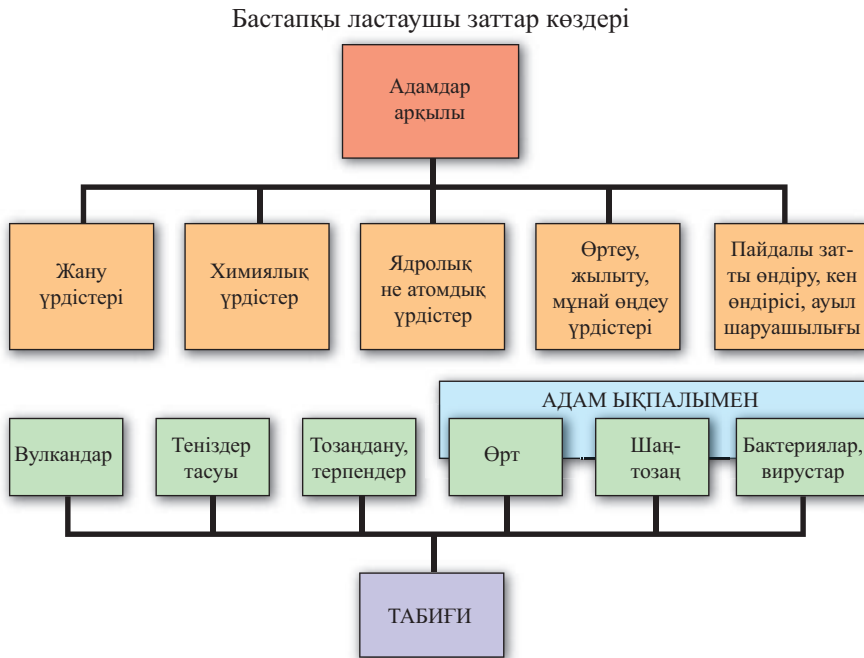 Бастапқы ластаушы заттар көздері
Адамдар
арқылы
Жану
үрдістері
Химиялық
үрдістер
Ядролық
не атомдық
үрдістер
Өртеу,
жылыту,
мұнай өңдеу
үрдістері
Пайдалы зат-
ты өндіру, кен
өндірісі, ауыл
шаруашылығы
АДАМ ЫҚПАЛЫМЕН
Вулкандар
Теніздер
тасуы
Тозаңдану,
терпендер
Өрт
Шаң-
тозаң
Бактериялар,
вирустар
ТАБИҒИ